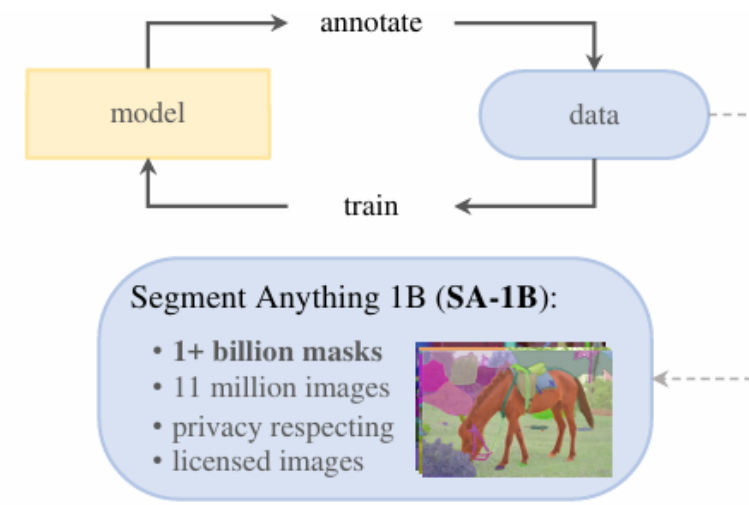 annotate
model
data
train
Segment Anything 1B (SA-1B):
• 1+ billion masks
• 11 million images
• privacy respecting
• licensed images